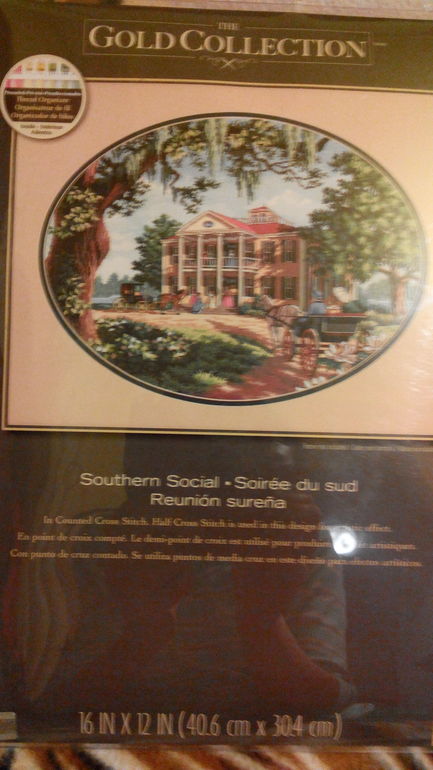 THE
GOLD COLLECTION
Thread Organizer
Organisateur de fil
Organizador de hilos
Inside • Intérieur
Adentro
Southern Social • Soirée du sud
Reunión sureña
In Counted Cross Stitch. Half Cross Stitch is used in this design for artistic effect.
En point de croix compté. Le demi-point de croix est utilisé pour produire artistiques.
Con punto de cruz contado. Se utiliza puntos de media cruz en este diseño para efectos artísticos.
16 IN X 12 IN (40.6 cm x 30.4 cm)